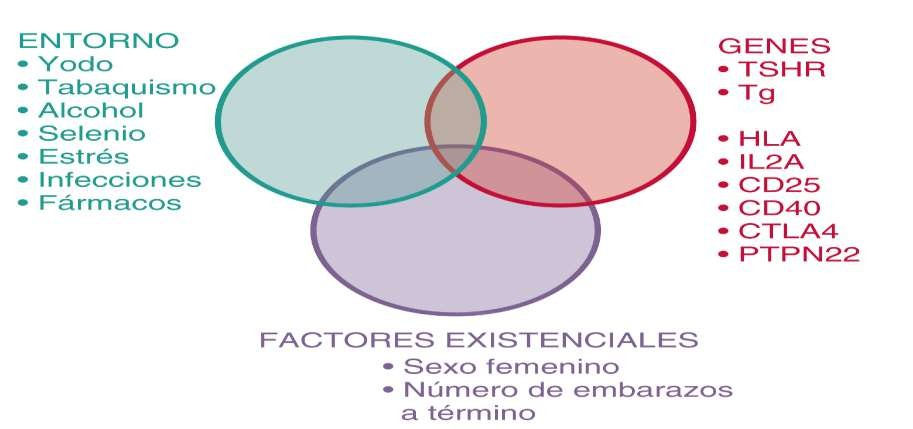 ENTORNO
• Yodo
• Tabaquismo
• Alcohol
• Selenio
• Estrés
• Infecciones
• Fármacos
GENES
• TSHR
• Tg
• HLA
• IL2A
• CD25
• CD40
• CTLA4
• PTPN22
FACTORES EXISTENCIALES
• Sexo femenino
• Número de embarazos
a término